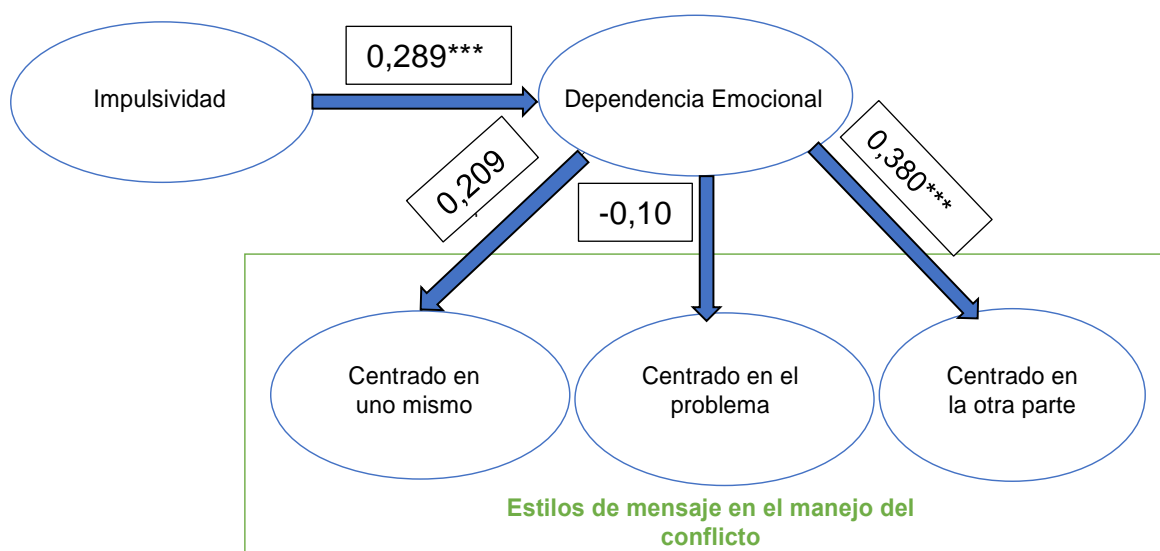 0,289***
Impulsividad
Dependencia Emocional
0,209
-0,10
0,380***
Centrado en
uno mismo
Centrado en el
problema
Centrado en
la otra parte
Estilos de mensaje en el manejo del
conflicto